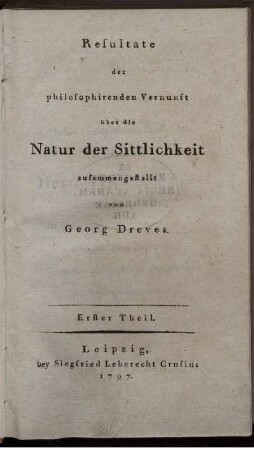 Reſultate
der
philoſophirenden Vernunft
über die
Natur der Sittlichkeit
zuſammengeſtellt
von
Georg Dreves.
Erſter Theil.
Leipzig,
bey Siegfried Leberecht Cruſius
1797.